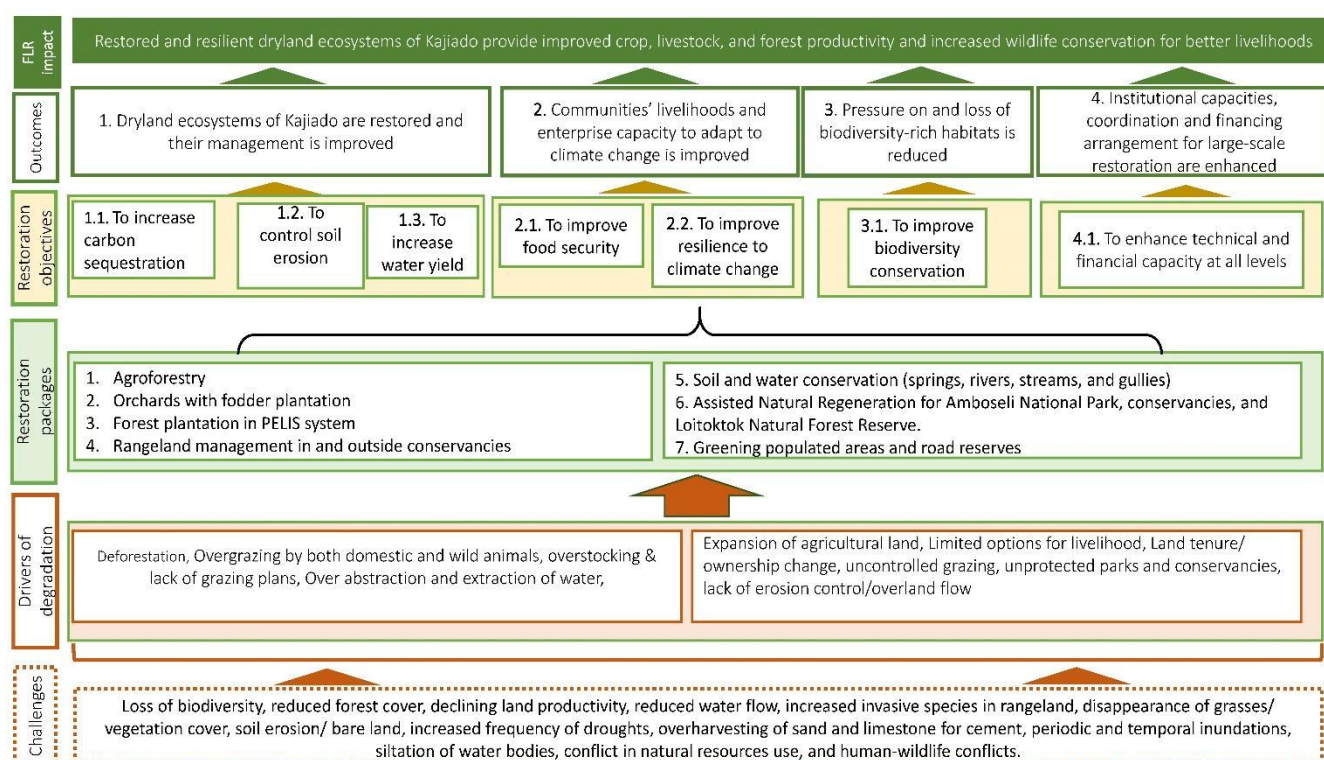 FLR
impact
Restored and resilient dryland ecosystems of Kajiado provide improved crop, livestock, and forest productivity and increased wildlife conservation for better livelihoods
Outcomes
1. Dryland ecosystems of Kajiado are restored and
their management is improved
2. Communities’ livelihoods and
enterprise capacity to adapt to
climate change is improved
3. Pressure on and loss of
biodiversity-rich habitats is
reduced
4. Institutional capacities,
coordination and financing
arrangement for large-scale
restoration are enhanced
Restoration
objectives
1.1. To increase
carbon
sequestration
1.2. To
control soil
erosion
1.3. To
increase
water yield
2.1. To improve
food security
2.2. To improve
resilience to
climate change
3.1. To improve
biodiversity
conservation
4.1. To enhance technical and
financial capacity at all levels
Restoration
packages
1. Agroforestry
2. Orchards with fodder plantation
3. Forest plantation in PELIS system
4. Rangeland management in and outside conservancies
5. Soil and water conservation (springs, rivers, streams, and gullies)
6. Assisted Natural Regeneration for Amboseli National Park, conservancies, and
Loitoktok Natural Forest Reserve.
7. Greening populated areas and road reserves
Drivers of
degradation
Deforestation, Overgrazing by both domestic and wild animals, overstocking &
lack of grazing plans, Over abstraction and extraction of water,
Expansion of agricultural land, Limited options for livelihood, Land tenure/
ownership change, uncontrolled grazing, unprotected parks and conservancies,
lack of erosion control/overland flow
Challenges
Loss of biodiversity, reduced forest cover, declining land productivity, reduced water flow, increased invasive species in rangeland, disappearance of grasses/
vegetation cover, soil erosion/ bare land, increased frequency of droughts, overharvesting of sand and limestone for cement, periodic and temporal inundations,
siltation of water bodies, conflict in natural resources use, and human-wildlife conflicts.